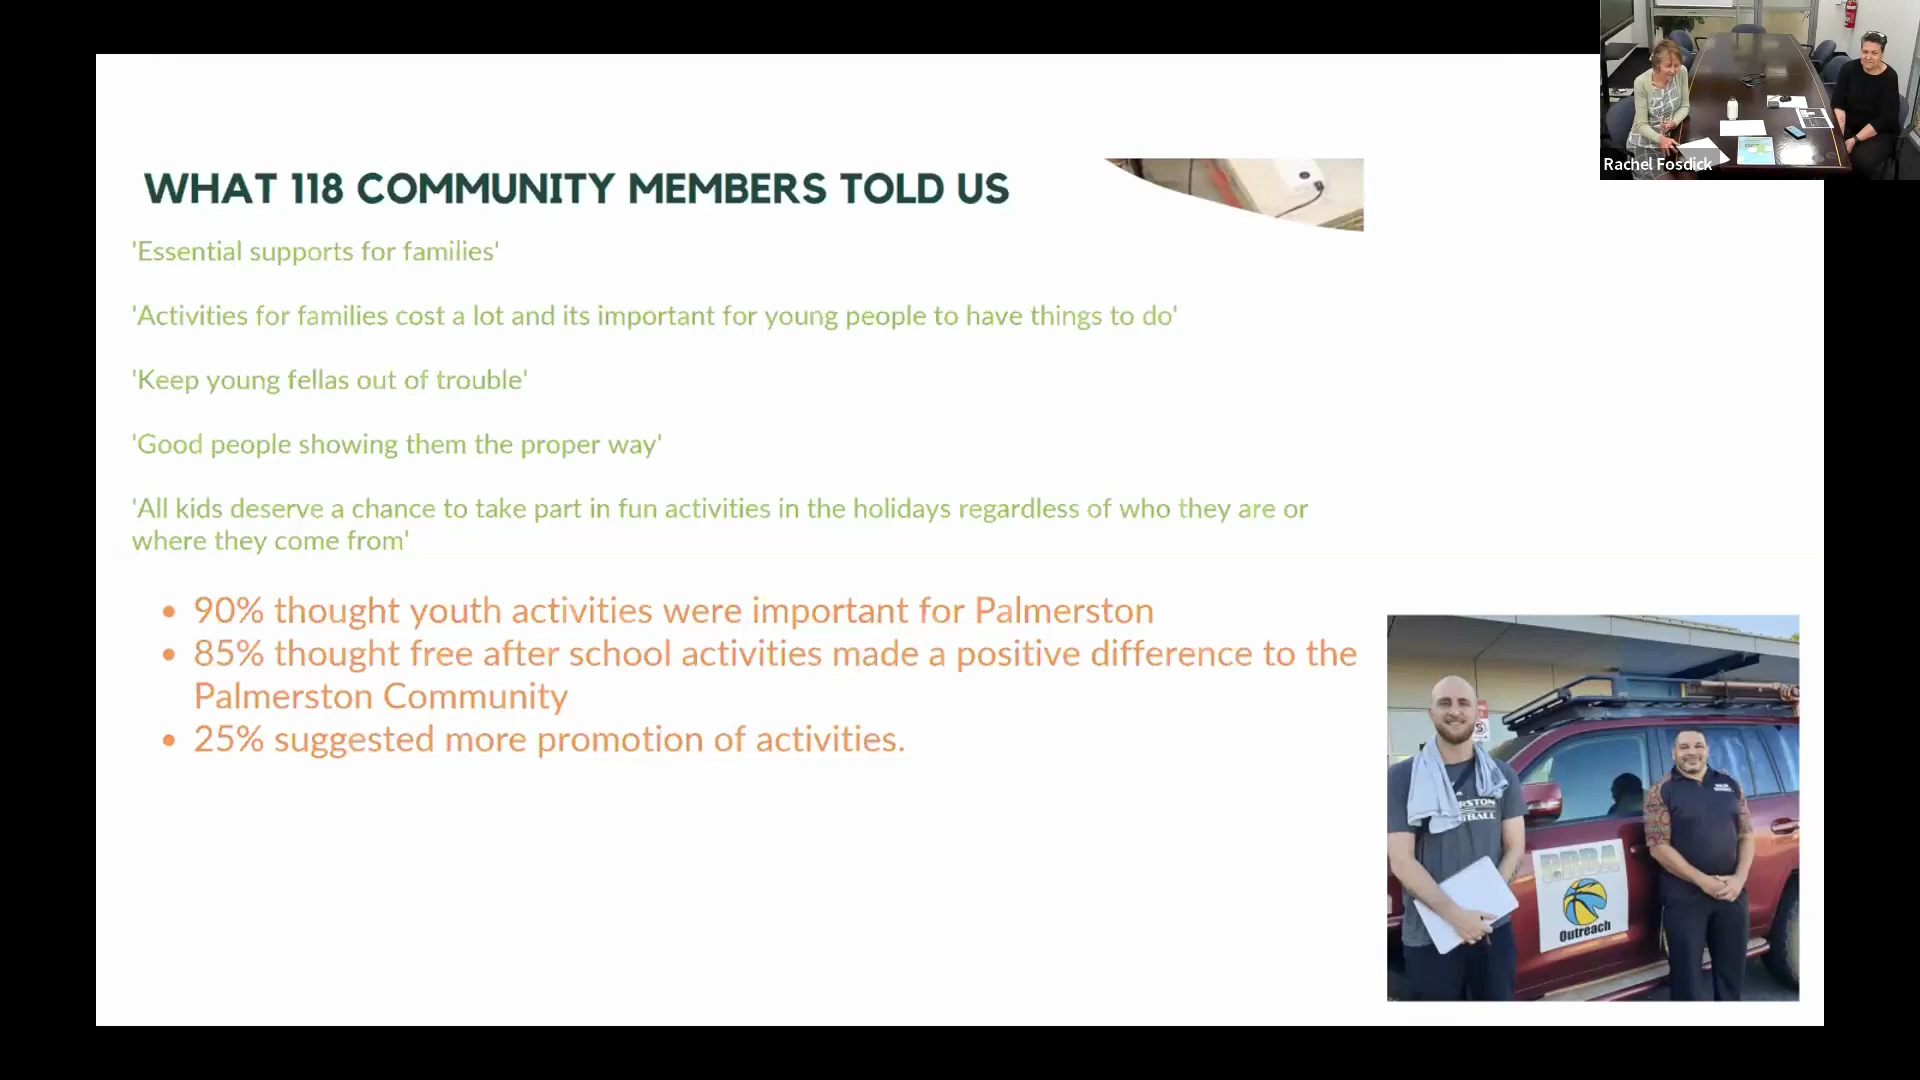 Rachel Fosdick
WHAT 118 COMMUNITY MEMBERS TOLD US
'Essential supports for families'
'Activities for families cost a lot and its important for young people to have things to do'
'Keep young fellas out of trouble'
'Good people showing them the proper way'
'All kids deserve a chance to take part in fun activities in the holidays regardless of who they are or
where they come from'
• 90% thought youth activities were important for Palmerston
• 85% thought free after school activities made a positive difference to the
Palmerston Community
• 25% suggested more promotion of activities.
Outreach